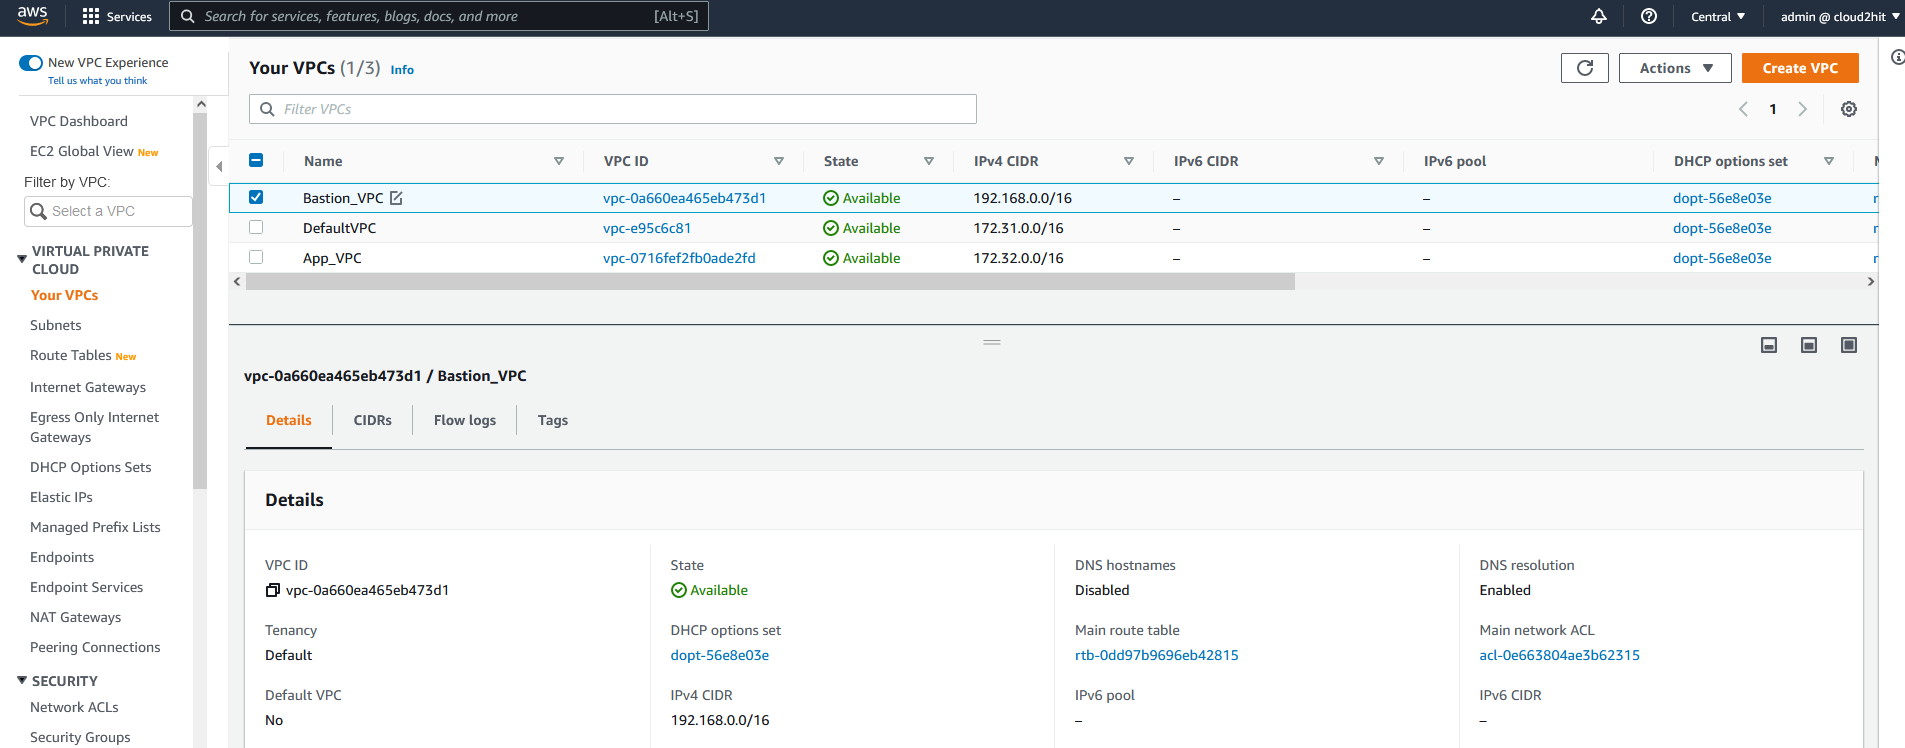 aws Services Search for services, features, blogs, docs, and more [Alt+S] Central admin @ cloud2hit
New VPC Experience
Tell us what you think
VPC Dashboard
EC2 Global View New
Filter by VPC:
Select a VPC
VIRTUAL PRIVATE
CLOUD
Your VPCs
Subnets
Route Tables New
Internet Gateways
Egress Only Internet
Gateways
DHCP Options Sets
Elastic IPs
Managed Prefix Lists
Endpoints
Endpoint Services
NAT Gateways
Peering Connections
SECURITY
Network ACLs
Security Groups
Your VPCs (1/3) Info Actions Create VPC
Filter VPCs 1
Name VPC ID State IPv4 CIDR IPv6 CIDR IPv6 pool DHCP options set
Bastion_VPC vpc-0a660ea465eb473d1 Available 192.168.0.0/16 – – dopt-56e8e03e
DefaultVPC vpc-e95c6c81 Available 172.31.0.0/16 – – dopt-56e8e03e
App_VPC vpc-0716fef2fb0ade2fd Available 172.32.0.0/16 – – dopt-56e8e03e
vpc-0a660ea465eb473d1 / Bastion_VPC
Details CIDRs Flow logs Tags
Details
VPC ID State DNS hostnames DNS resolution
vpc-0a660ea465eb473d1 Available Disabled Enabled
Tenancy DHCP options set Main route table Main network ACL
Default dopt-56e8e03e rtb-0dd97b9696eb42815 acl-0e663804ae3b62315
Default VPC IPv4 CIDR IPv6 pool IPv6 CIDR
No 192.168.0.0/16 – –